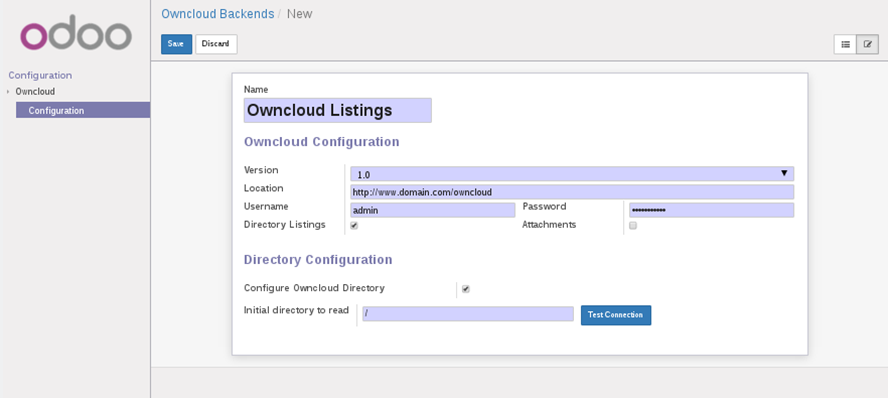 odoo
Configuration
Owncloud
Configuration
Owncloud Backends / New
Save Discard
Name
Owncloud Listings
Owncloud Configuration
Version 1.0
Location http://www.domain.com/owncloud
Username admin Password •••••••••••
Directory Listings Attachments
Directory Configuration
Configure Owncloud Directory
Initial directory to read / Test Connection